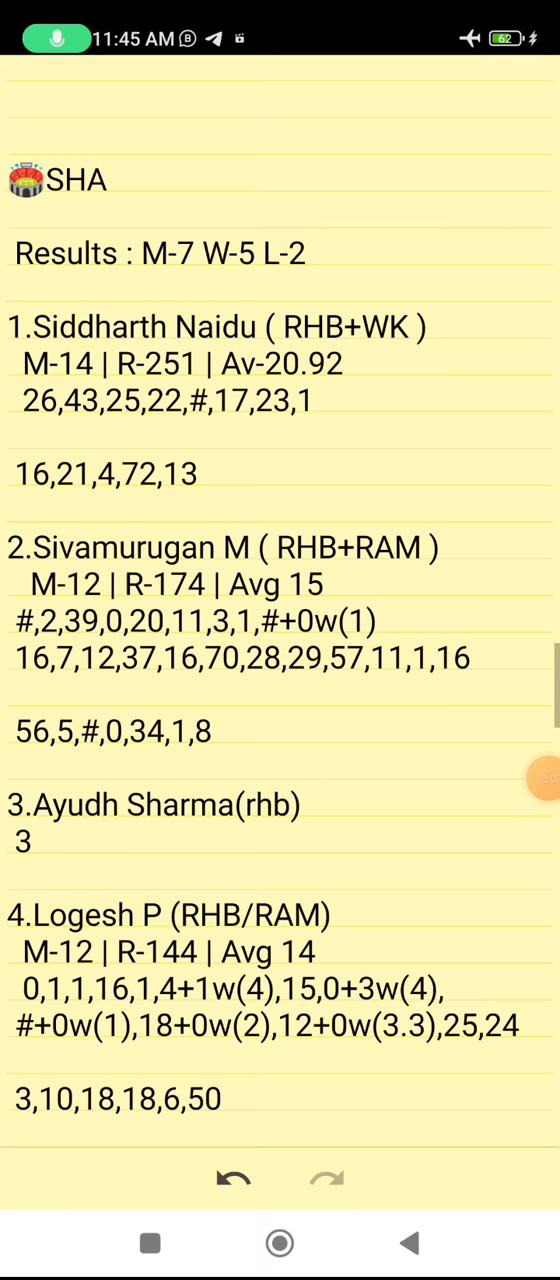 11:45 AM
62
SHA
Results : M-7 W-5 L-2
1.Siddharth Naidu ( RHB+WK )
M-14 | R-251 | Av-20.92
26,43,25,22,#,17,23,1
16,21,4,72,13
2.Sivamurugan M ( RHB+RAM )
M-12 | R-174 | Avg 15
#,2,39,0,20,11,3,1,#+0w(1)
16,7,12,37,16,70,28,29,57,11,1,16
56,5,#,0,34,1,8
3.Ayudh Sharma(rhb)
3
4.Logesh P (RHB/RAM)
M-12 | R-144 | Avg 14
0,1,1,16,1,4+1w(4),15,0+3w(4),
#+0w(1),18+0w(2),12+0w(3.3),25,24
3,10,18,18,6,50